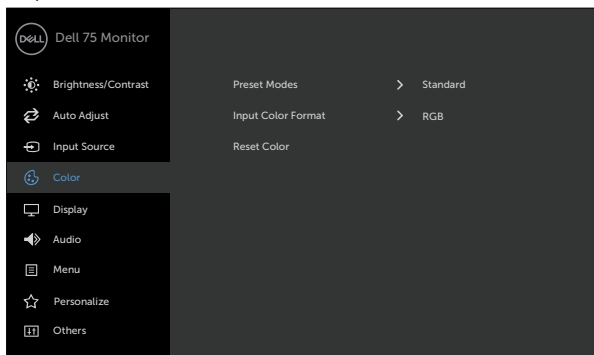 DELL Dell 75 Monitor
Brightness/Contrast Preset Modes > Standard
Auto Adjust Input Color Format > RGB
Input Source Reset Color
Color
Display
Audio
Menu
Personalize
Others